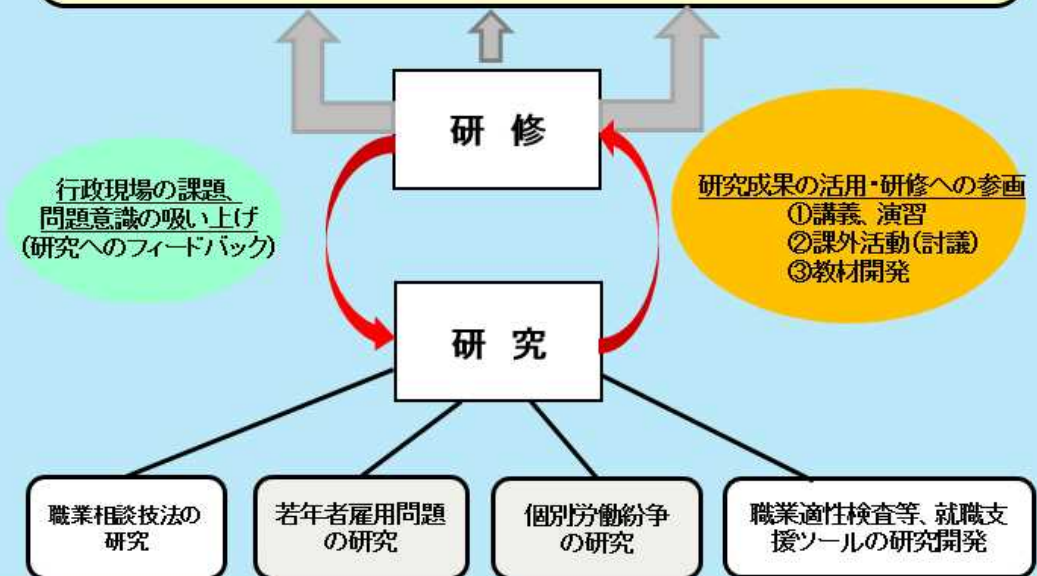 研 修
行政現場の課題、
問題意識の吸い上げ
(研究へのフィードバック)
研究成果の活用・研修への参画
①講義、演習
②課外活動(討議)
③教材開発
研 究
職業相談技法の
研究
若年者雇用問題
の研究
個別労働紛争
の研究
職業適性検査等、就職支
援ツールの研究開発